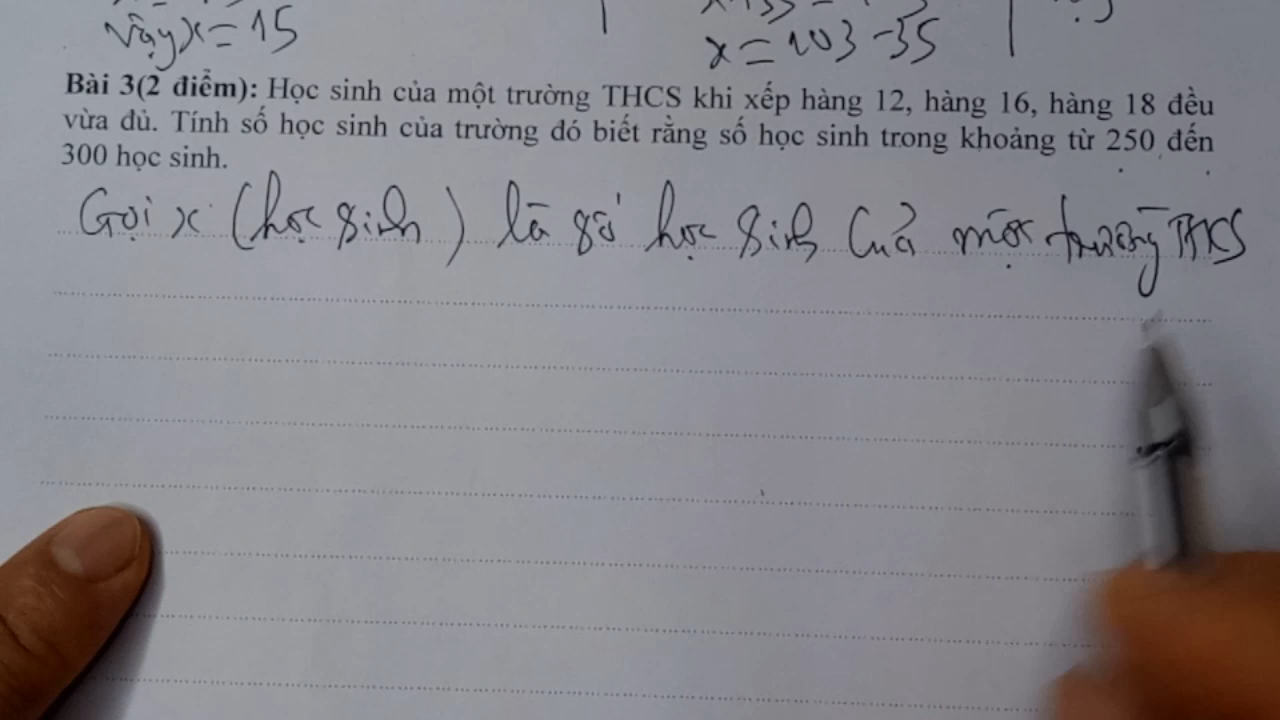 vậy x = 15
x = 103 - 35
Bài 3(2 điểm): Học sinh của một trường THCS khi xếp hàng 12, hàng 16, hàng 18 đều
vừa đủ. Tính số học sinh của trường đó biết rằng số học sinh trong khoảng từ 250 đến
300 học sinh.
Gọi x (học sinh) là số học sinh của một trường THCS